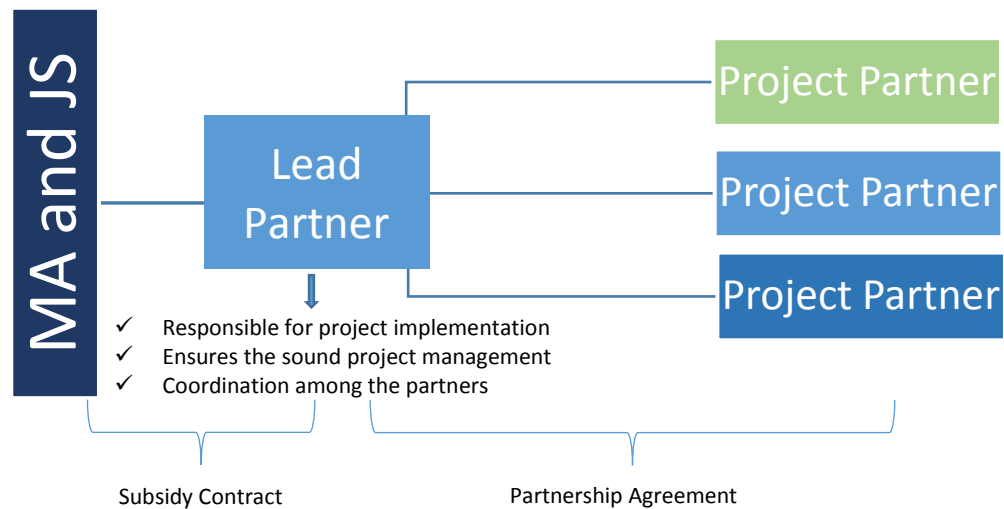 MA and JS
Lead
Partner
Project Partner
Project Partner
Project Partner
✓ Responsible for project implementation
✓ Ensures the sound project management
✓ Coordination among the partners
Subsidy Contract
Partnership Agreement